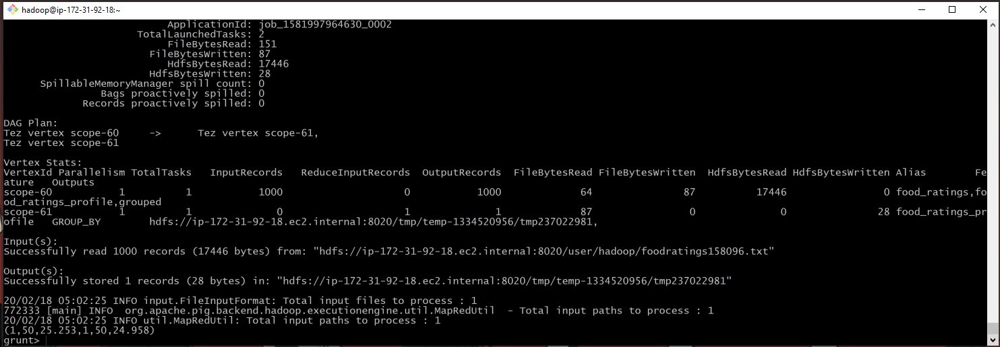 hadoop@ip-172-31-92-18:~
ApplicationId: job_1581997964630_0002
TotalLaunchedTasks: 2
FileBytesRead: 151
FileBytesWritten: 87
HdfsBytesRead: 17446
HdfsBytesWritten: 28
SpillableMemoryManager spill count: 0
Bags proactively spilled: 0
Records proactively spilled: 0
DAG Plan:
Tez vertex scope-60 -> Tez vertex scope-61,
Tez vertex scope-61
Vertex Stats:
VertexId Parallelism TotalTasks InputRecords ReduceInputRecords OutputRecords FileBytesRead FileBytesWritten HdfsBytesRead HdfsBytesWritten Alias Fe
ature Outputs
scope-60 1 1 1000 0 1000 64 87 17446 0 food_ratings,fo
od_ratings_profile,grouped
scope-61 1 1 0 1 1 87 0 0 28 food_ratings_pr
ofile GROUP_BY hdfs://ip-172-31-92-18.ec2.internal:8020/tmp/temp-1334520956/tmp237022981,
Input(s):
Successfully read 1000 records (17446 bytes) from: "hdfs://ip-172-31-92-18.ec2.internal:8020/user/hadoop/foodratings158096.txt"
Output(s):
Successfully stored 1 records (28 bytes) in: "hdfs://ip-172-31-92-18.ec2.internal:8020/tmp/temp-1334520956/tmp237022981"
20/02/18 05:02:25 INFO input.FileInputFormat: Total input files to process : 1
772333 [main] INFO  org.apache.pig.backend.hadoop.executionengine.util.MapRedUtil  - Total input paths to process : 1
20/02/18 05:02:25 INFO util.MapRedUtil: Total input paths to process : 1
(1,50,25.253,1,50,24.958)
grunt>